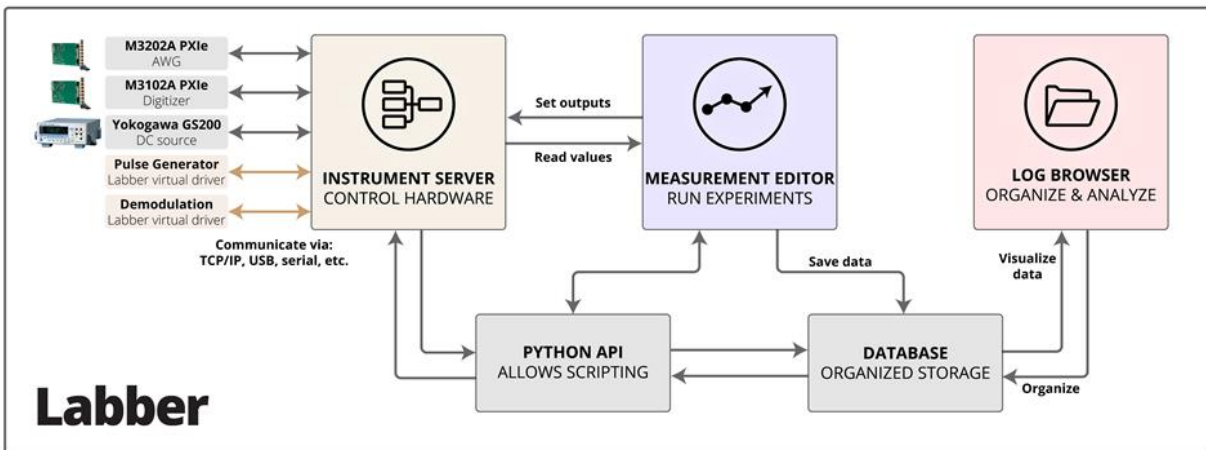 M3202A PXIe
AWG
M3102A PXIe
Digitizer
Yokogawa GS200
DC source
Pulse Generator
Labber virtual driver
Demodulation
Labber virtual driver
Communicate via:
TCP/IP, USB, serial, etc.
INSTRUMENT SERVER
CONTROL HARDWARE
Set outputs
Read values
MEASUREMENT EDITOR
RUN EXPERIMENTS
LOG BROWSER
ORGANIZE & ANALYZE
Save data
Visualize
data
PYTHON API
ALLOWS SCRIPTING
DATABASE
ORGANIZED STORAGE
Organize
Labber